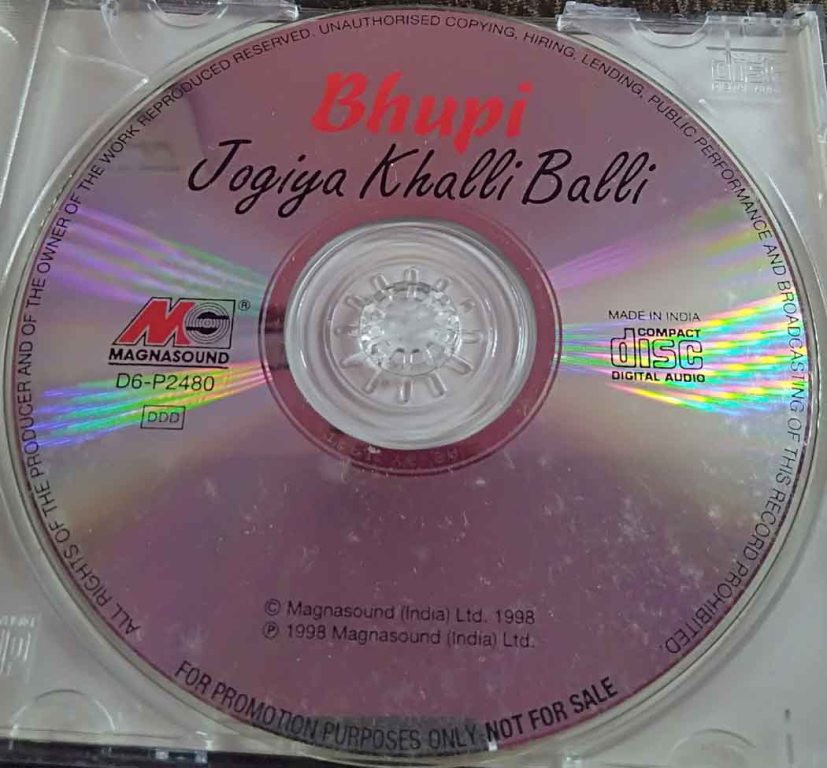 ALL RIGHTS OF THE PRODUCER AND OF THE OWNER OF THE WORK REPRODUCED RESERVED. UNAUTHORISED COPYING, HIRING, LENDING, PUBLIC PERFORMANCE AND BROADCASTING OF THIS RECORD PROHIBITED.
Bhupi
Jogiya Khalli Balli
MC ®
MAGNASOUND
D6-P2480
DDD
MADE IN INDIA
COMPACT
disc
DIGITAL AUDIO
© Magnasound (India) Ltd. 1998
℗ 1998 Magnasound (India) Ltd.
FOR PROMOTION PURPOSES ONLY NOT FOR SALE
disc